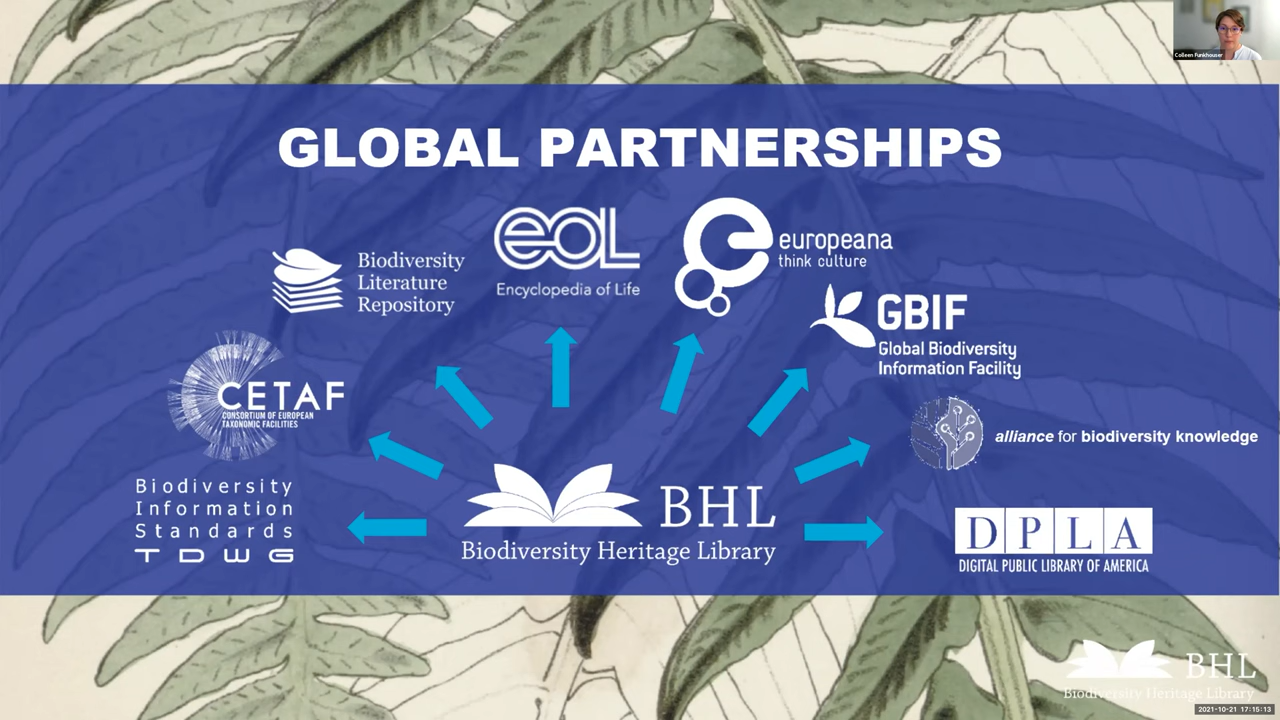 Colleen Funkhouser
GLOBAL PARTNERSHIPS
Biodiversity
Literature
Repository
eOL
Encyclopedia of Life
europeana
think culture
GBIF
Global Biodiversity
Information Facility
CETAF
CONSORTIUM OF EUROPEAN
TAXONOMIC FACILITIES
alliance for biodiversity knowledge
Biodiversity
Information
Standards
TDWG
BHL
Biodiversity Heritage Library
DPLA
DIGITAL PUBLIC LIBRARY OF AMERICA
BHL
Biodiversity Heritage Library
2021-10-21 17:15:13